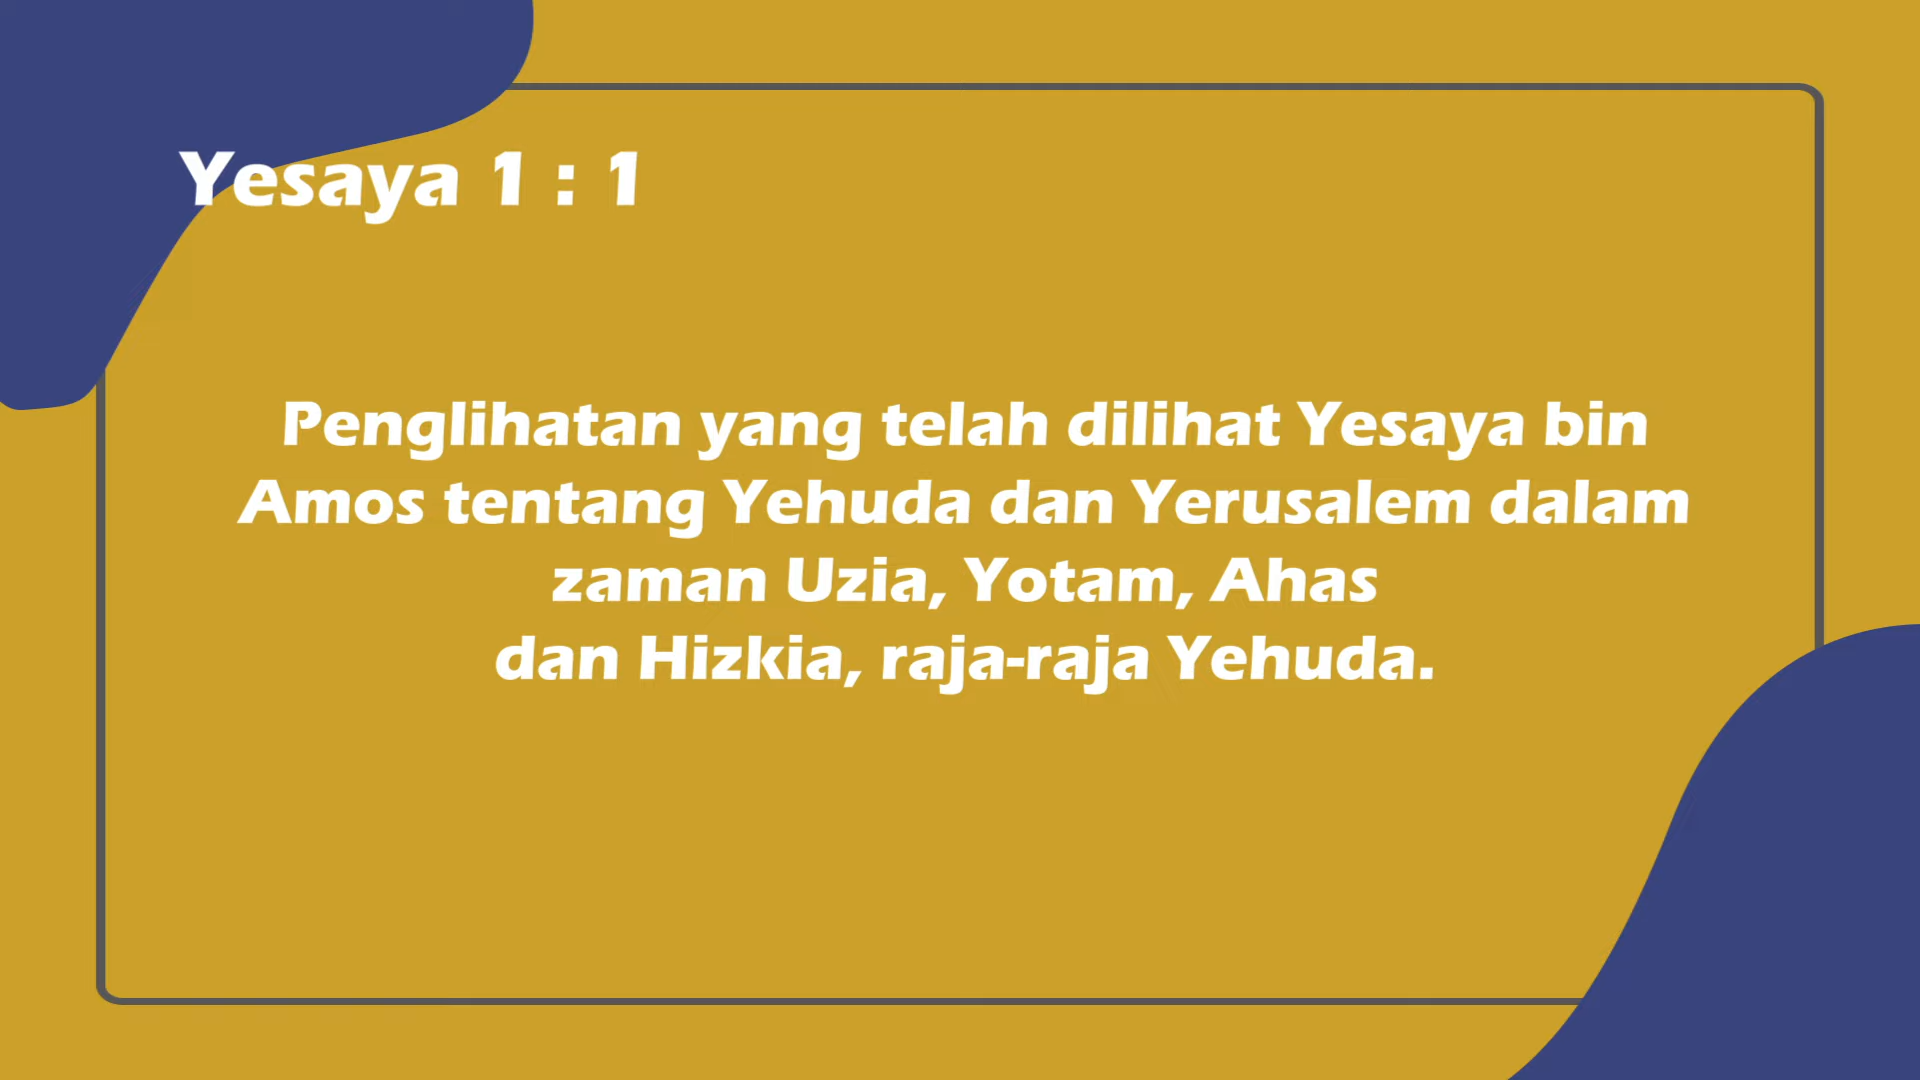 Yesaya 1 : 1
Penglihatan yang telah dilihat Yesaya bin
Amos tentang Yehuda dan Yerusalem dalam
zaman Uzia, Yotam, Ahas
dan Hizkia, raja-raja Yehuda.